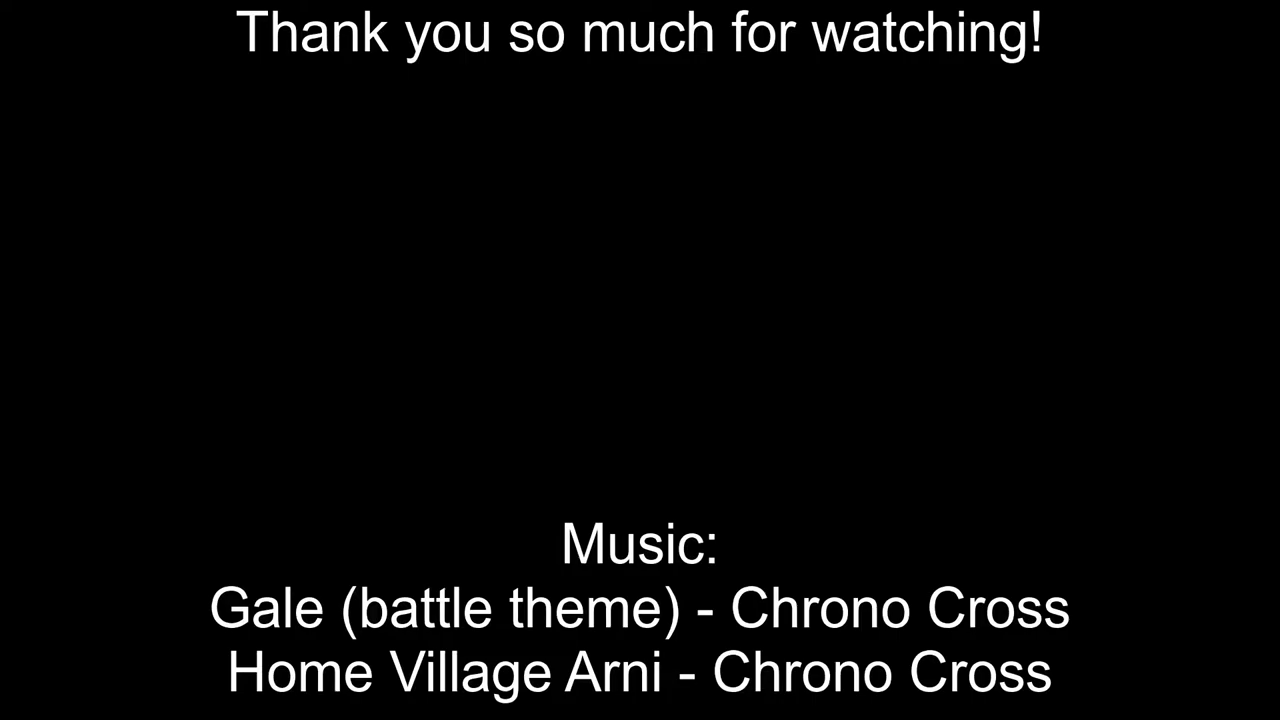 Thank you so much for watching!
Music:
Gale (battle theme) - Chrono Cross
Home Village Arni - Chrono Cross